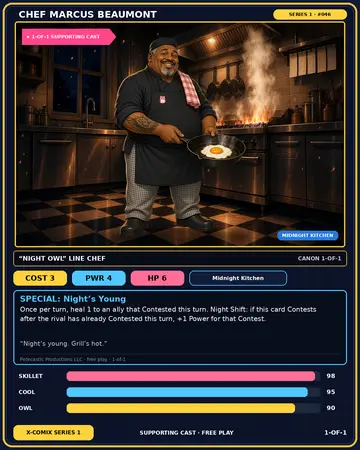 CHEF MARCUS BEAUMONT
SERIES 1 · #046
★ 1-OF-1 SUPPORTING CAST
MIDNIGHT KITCHEN
“NIGHT OWL” LINE CHEF
CANON 1-OF-1
COST 3
PWR 4
HP 6
Midnight Kitchen
SPECIAL: Night’s Young
Once per turn, heal 1 to an ally that Contested this turn. Night Shift: if this card Contests
after the rival has already Contested this turn, +1 Power for that Contest.
“Night’s young. Grill’s hot.”
Pelecastic Productions LLC · free play · 1-of-1
SKILLET
98
COOL
95
OWL
90
X-COMIX SERIES 1
SUPPORTING CAST · FREE PLAY
1-OF-1